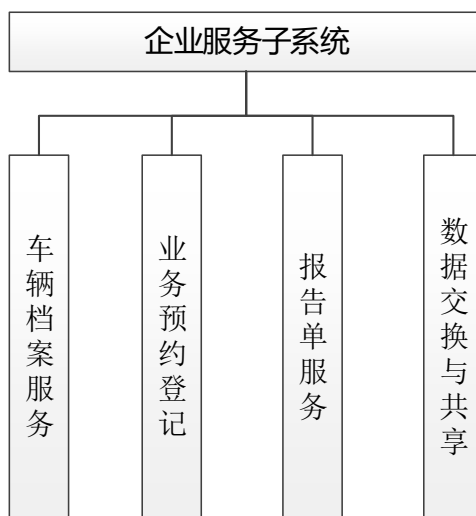 企业服务子系统
车辆档案服务
业务预约登记
报告单服务
数据交换与共享